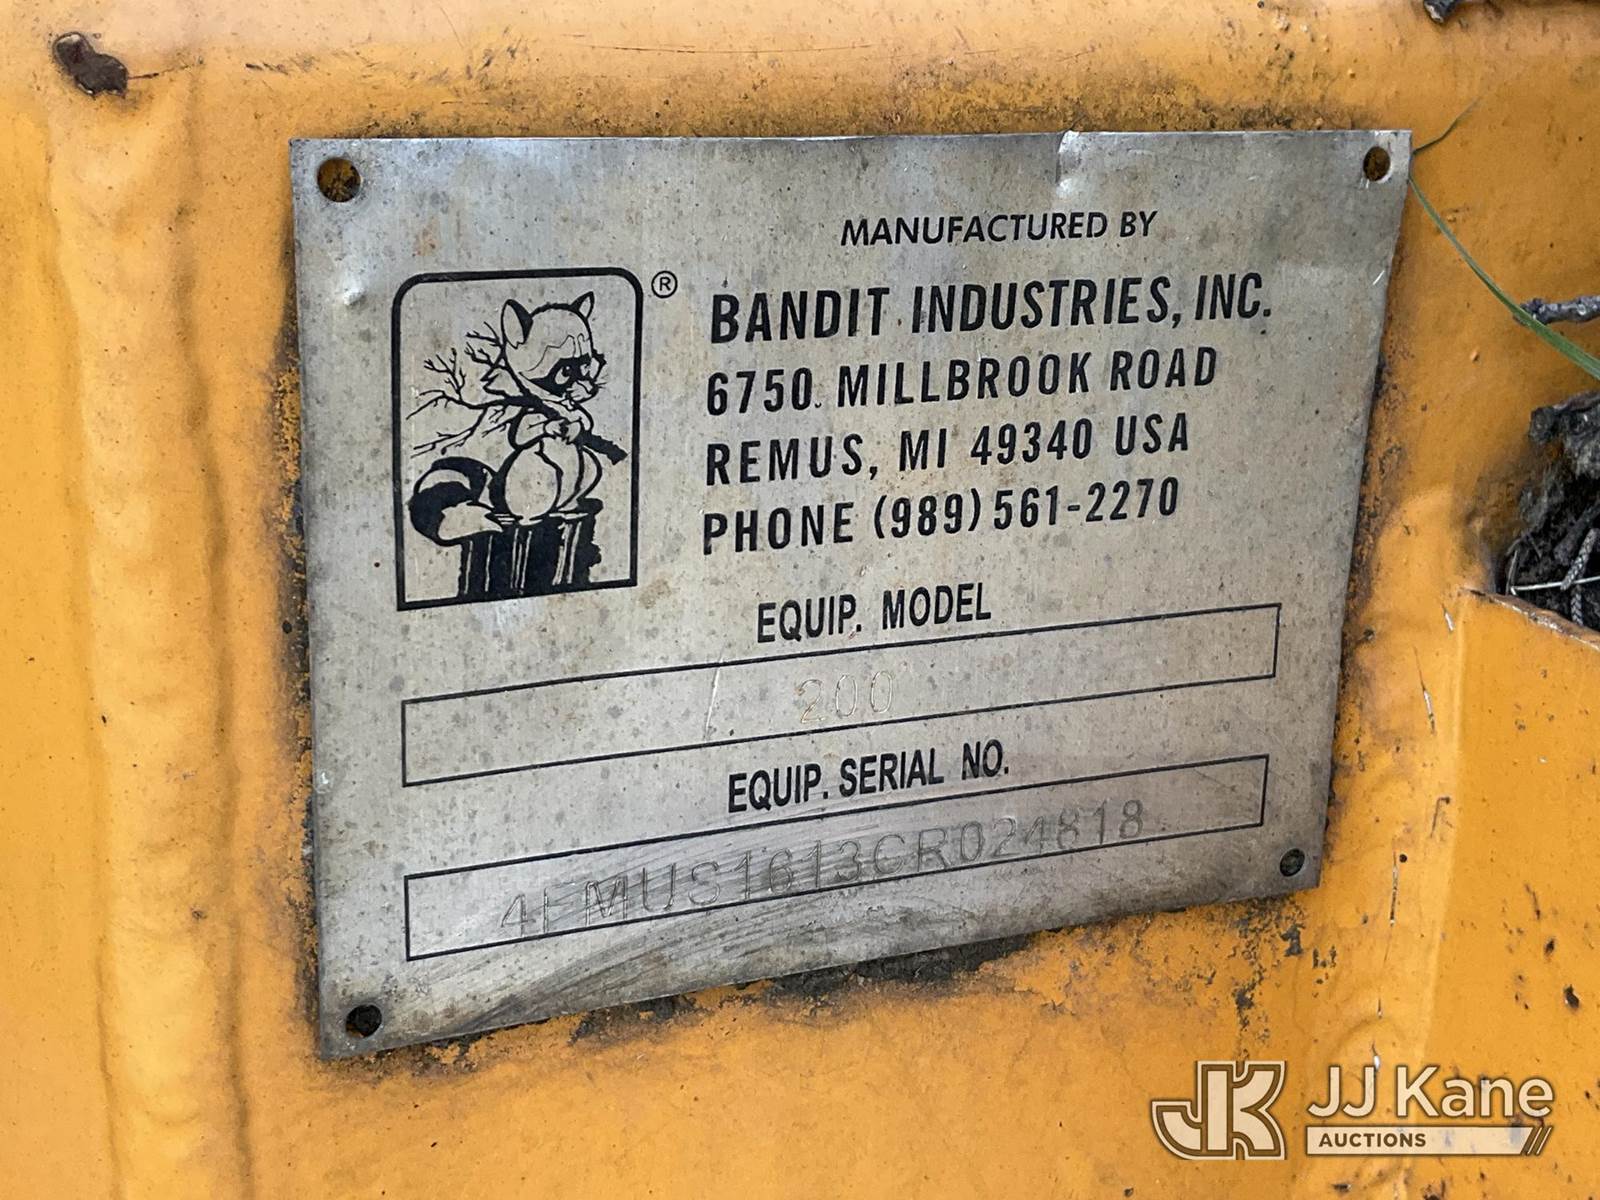 MANUFACTURED BY
®
BANDIT INDUSTRIES, INC.
6750 MILLBROOK ROAD
REMUS, MI 49340 USA
PHONE (989) 561-2270
EQUIP. MODEL
200
EQUIP. SERIAL NO.
4FMUS1613CR024818
JK JJ Kane
AUCTIONS